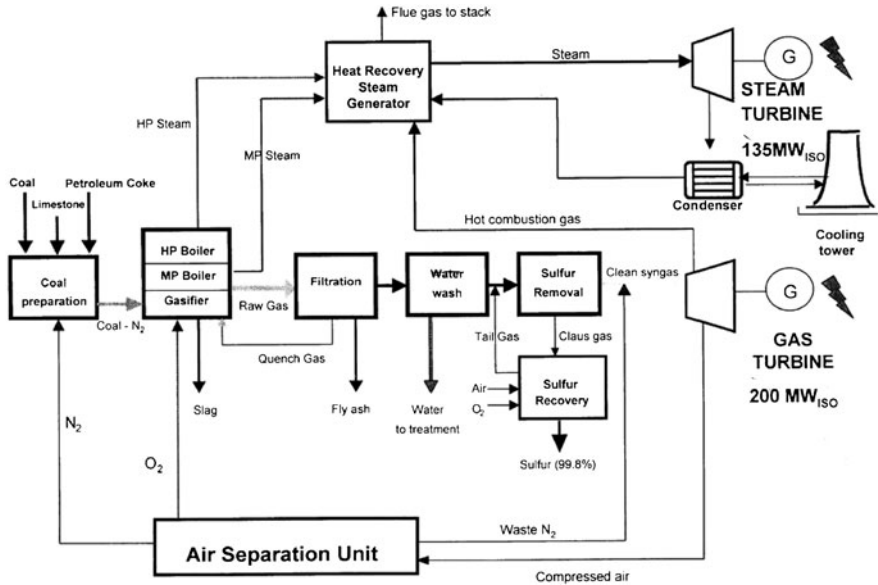 Flue gas to stack
Heat Recovery
Steam
Generator
Steam
G
STEAM
TURBINE
135MWISO
HP Steam
MP Steam
Condenser
Cooling
tower
Coal
Petroleum Coke
Limestone
Coal
preparation
Coal - N2
HP Boiler
MP Boiler
Gasifier
Raw Gas
Filtration
Quench Gas
Water
wash
Sulfur
Removal
Clean syngas
Hot combustion gas
G
GAS
TURBINE
200 MWISO
Tail Gas
Claus gas
Air
O2
Sulfur
Recovery
Slag
Fly ash
Water
to treatment
Sulfur (99.8%)
N2
O2
Air Separation Unit
Waste N2
Compressed air